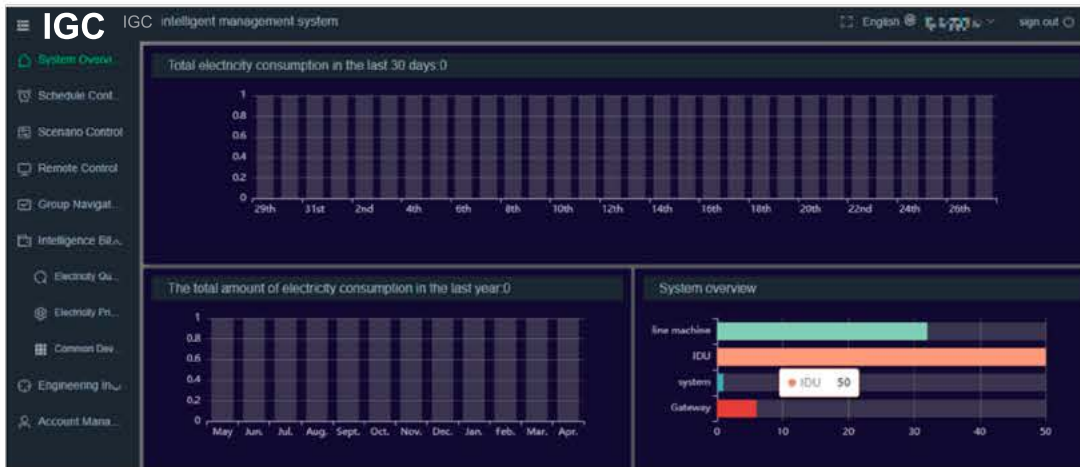 IGC
IGC intelligent management system
English
sign out
System Overvi...
Schedule Cont...
Scenario Control
Remote Control
Group Navigat...
Intelligence Bil...
Electricity Qu...
Electricity Pri...
Common Dev...
Engineering In...
Account Mana...
Total electricity consumption in the last 30 days:0
1
0.8
0.6
0.4
0.2
0
29th 31st 2nd 4th 6th 8th 10th 12th 14th 16th 18th 20th 22nd 24th 26th
The total amount of electricity consumption in the last year:0
1
0.8
0.6
0.4
0.2
0
May Jun. Jul. Aug. Sept. Oct. Nov. Dec. Jan. Feb. Mar. Apr.
System overview
line machine
IDU
system
Gateway
IDU 50
0 10 20 30 40 50